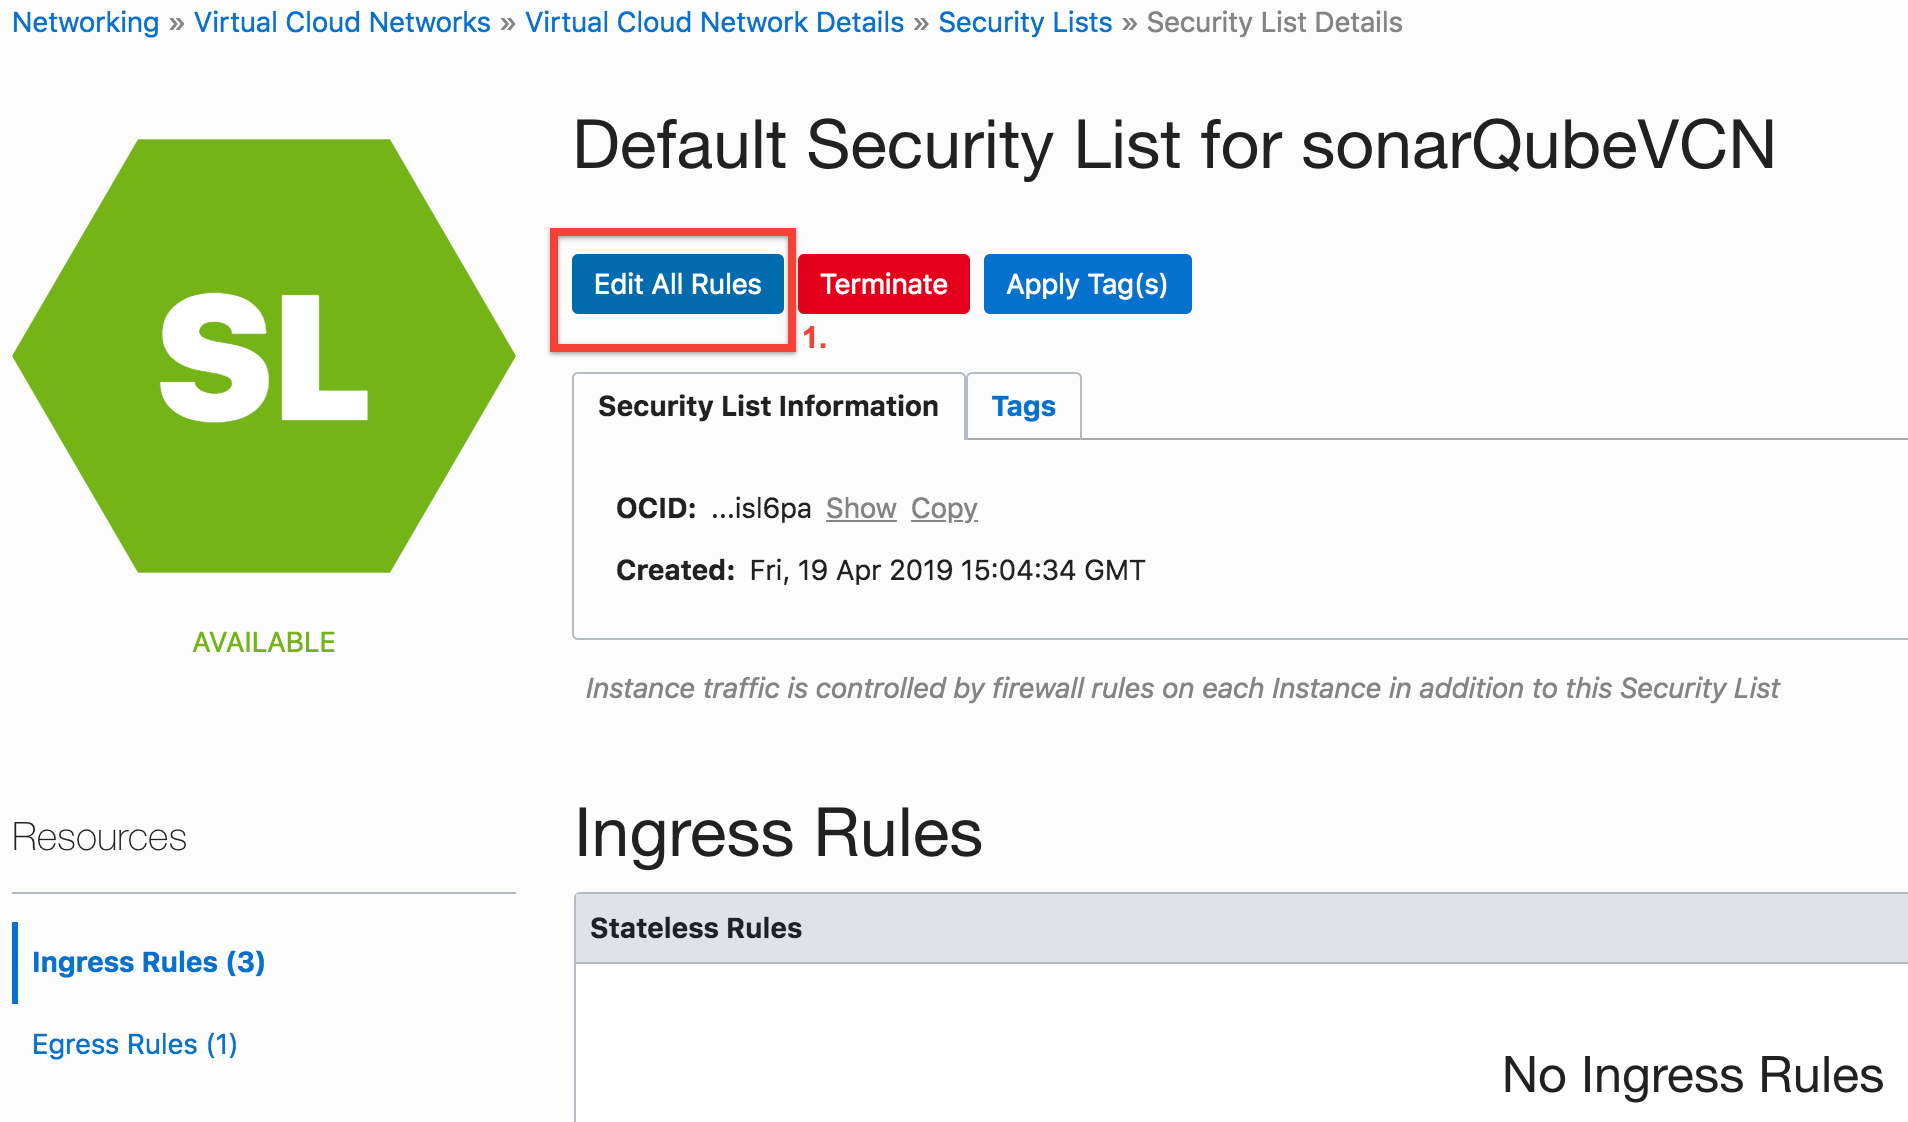 Networking » Virtual Cloud Networks » Virtual Cloud Network Details » Security Lists » Security List Details
Default Security List for sonarQubeVCN
Edit All Rules Terminate Apply Tag(s)
1.
SL
AVAILABLE
Security List Information Tags
OCID: ...isl6pa Show Copy
Created: Fri, 19 Apr 2019 15:04:34 GMT
Instance traffic is controlled by firewall rules on each Instance in addition to this Security List
Resources
Ingress Rules (3)
Egress Rules (1)
Ingress Rules
Stateless Rules
No Ingress Rules